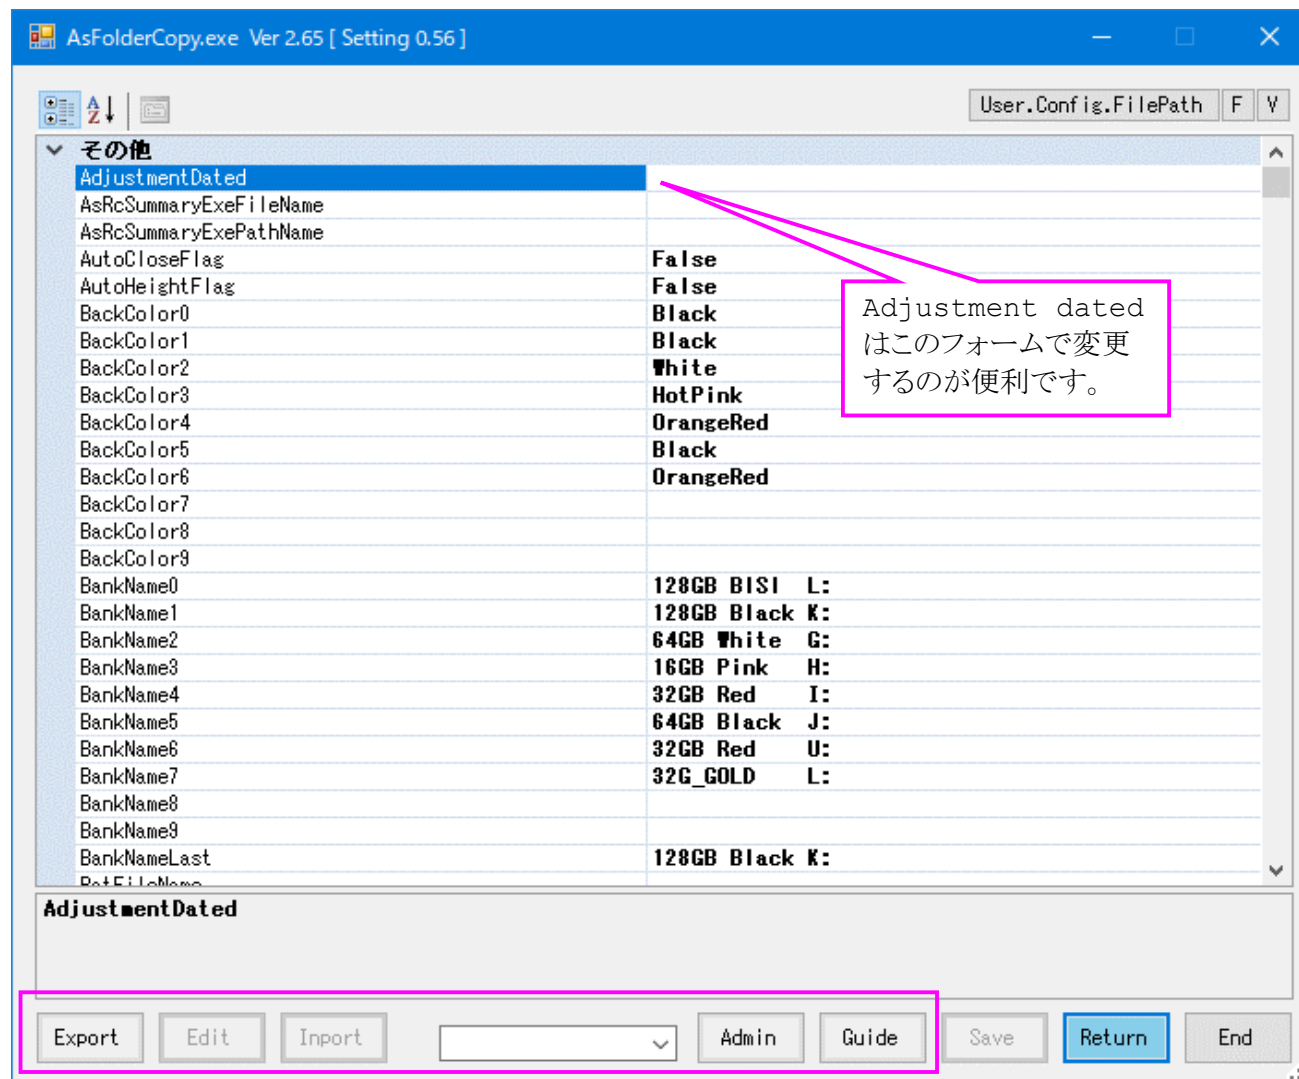 AsFolderCopy.exe Ver 2.65 [ Setting 0.56 ]
User.Config.FilePath F V
その他
AdjustmentDated
AsRcSummaryExeFileName
AsRcSummaryExePathName
AutoCloseFlag False
AutoHeightFlag False
BackColor0 Black
BackColor1 Black
BackColor2 White
BackColor3 HotPink
BackColor4 OrangeRed
BackColor5 Black
BackColor6 OrangeRed
BackColor7
BackColor8
BackColor9
BankName0 128GB BISI L:
BankName1 128GB Black K:
BankName2 64GB White G:
BankName3 16GB Pink H:
BankName4 32GB Red I:
BankName5 64GB Black J:
BankName6 32GB Red U:
BankName7 32G_GOLD L:
BankName8
BankName9
BankNameLast 128GB Black K:
BatFileName
Adjustment dated
はこのフォームで変更
するのが便利です。
AdjustmentDated
Export Edit Inport Admin Guide Save Return End